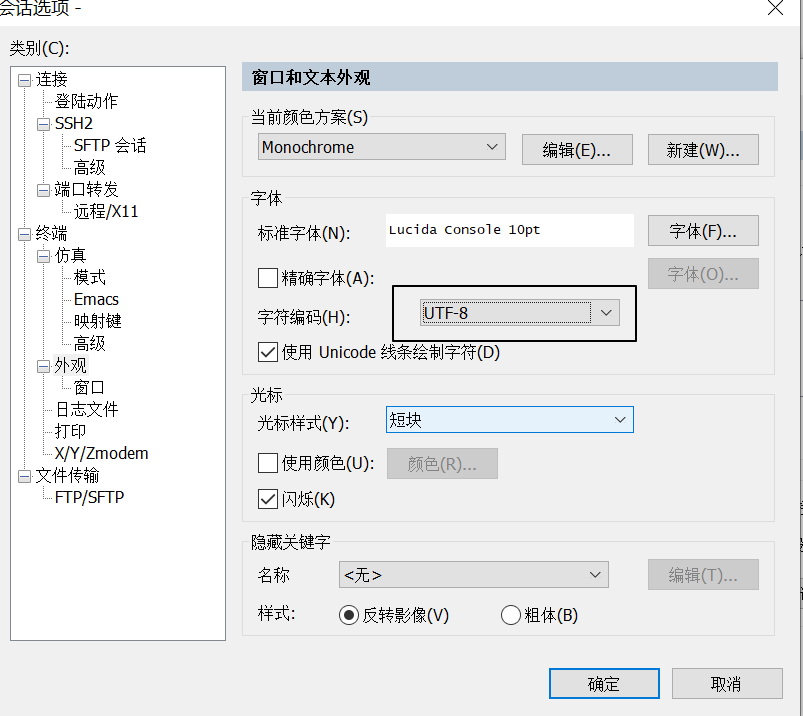 会话选项 -
类别(C):
连接
登陆动作
SSH2
SFTP 会话
高级
端口转发
远程/X11
终端
仿真
模式
Emacs
映射键
高级
外观
窗口
日志文件
打印
X/Y/Zmodem
文件传输
FTP/SFTP
窗口和文本外观
当前颜色方案(S)
Monochrome
编辑(E)...
新建(W)...
字体
标准字体(N):
Lucida Console 10pt
字体(F)...
精确字体(A):
字体(O)...
字符编码(H):
UTF-8
使用 Unicode 线条绘制字符(D)
光标
光标样式(Y):
短块
使用颜色(U):
颜色(R)...
闪烁(K)
隐藏关键字
名称
<无>
编辑(T)...
样式:
反转影像(V)
粗体(B)
确定
取消